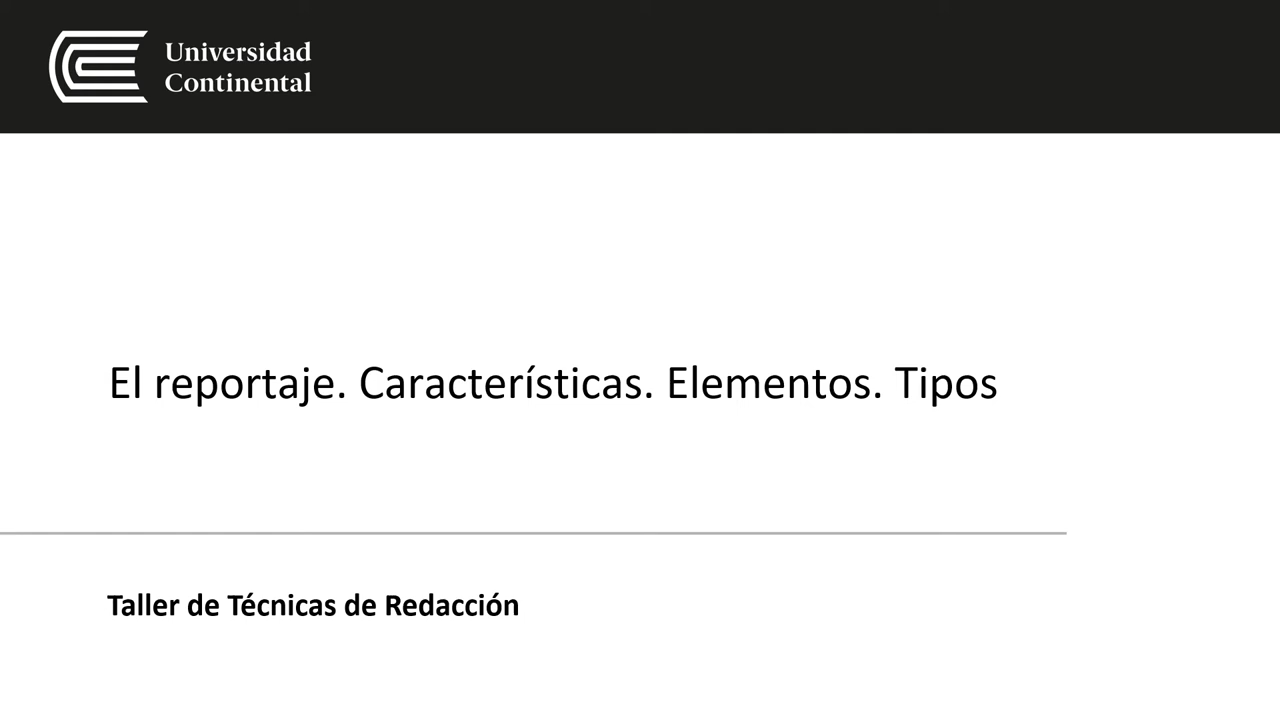 Universidad
Continental
El reportaje. Características. Elementos. Tipos
Taller de Técnicas de Redacción